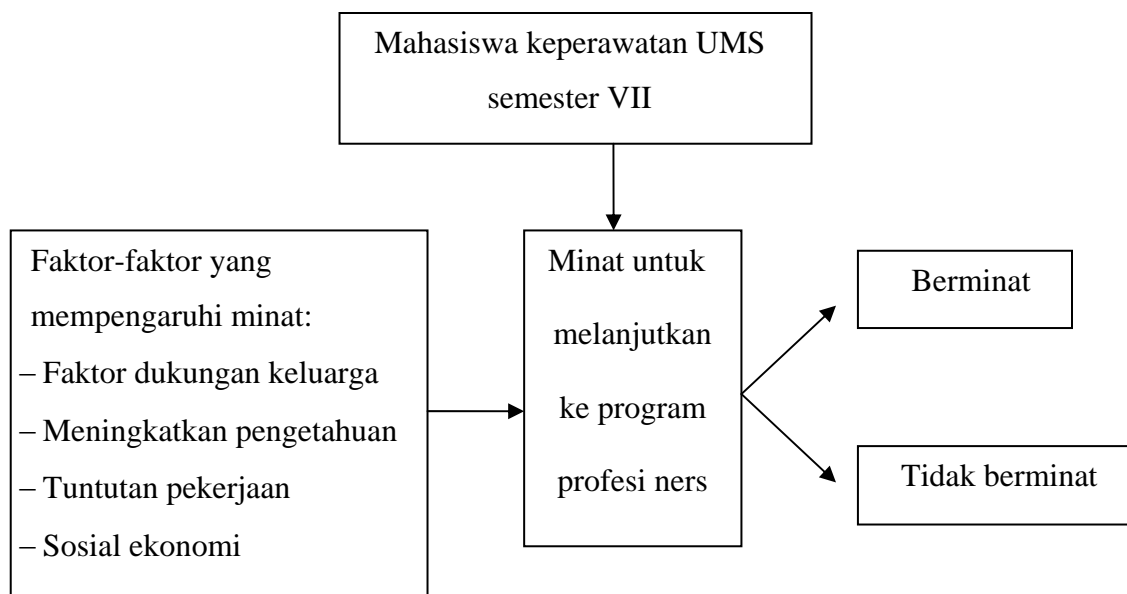 Mahasiswa keperawatan UMS
semester VII
Faktor-faktor yang
mempengaruhi minat:
– Faktor dukungan keluarga
– Meningkatkan pengetahuan
– Tuntutan pekerjaan
– Sosial ekonomi
Minat untuk
melanjutkan
ke program
profesi ners
Berminat
Tidak berminat